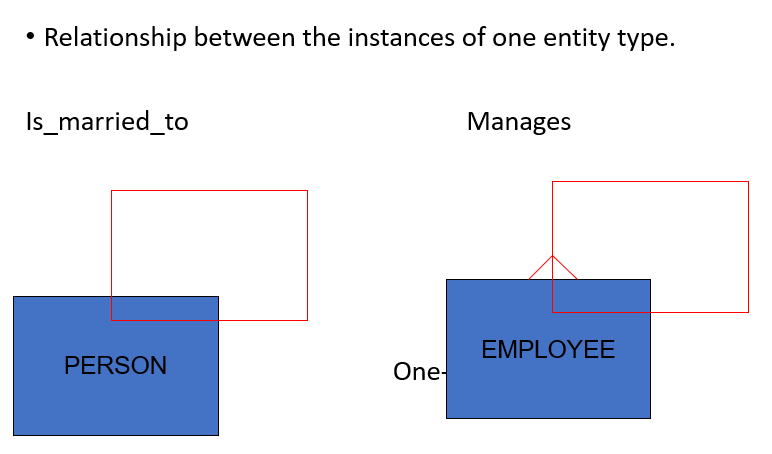 • Relationship between the instances of one entity type.
Is_married_to
Manages
PERSON
EMPLOYEE
One-